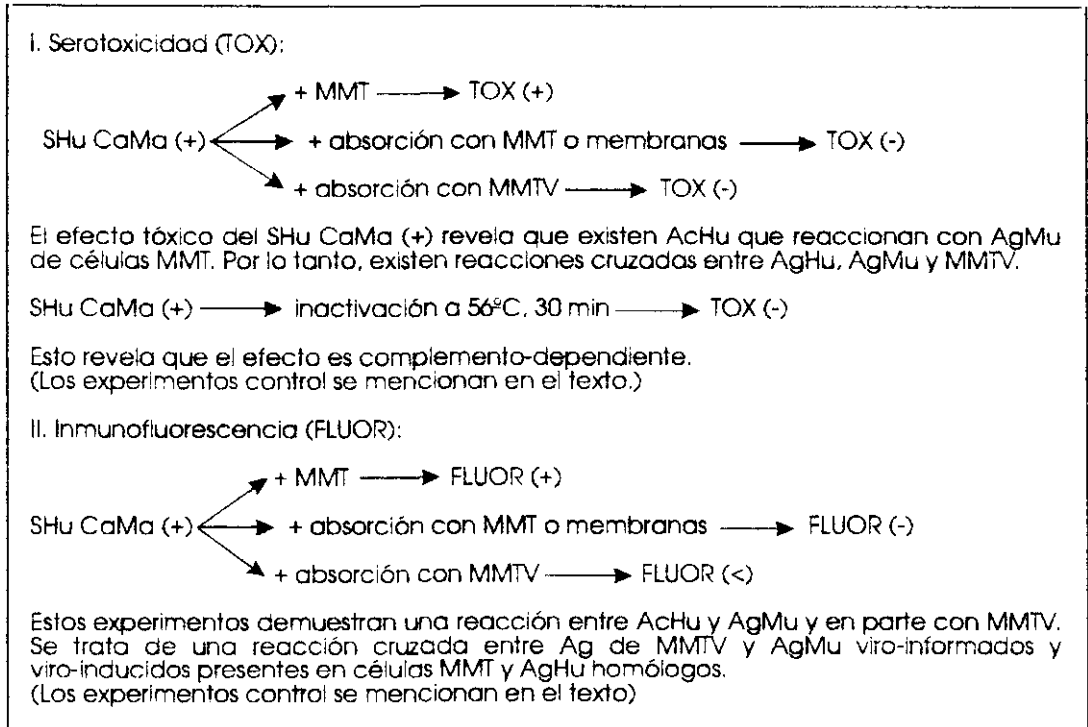 I. Serotoxicidad (TOX):
+ MMT ⟶ TOX (+)
SHu CaMa (+) + absorción con MMT o membranas ⟶ TOX (-)
+ absorción con MMTV ⟶ TOX (-)
El efecto tóxico del SHu CaMa (+) revela que existen AcHu que reaccionan con AgMu
de células MMT. Por lo tanto, existen reacciones cruzadas entre AgHu, AgMu y MMTV.
SHu CaMa (+) ⟶ inactivación a 56ºC, 30 min ⟶ TOX (-)
Esto revela que el efecto es complemento-dependiente.
(Los experimentos control se mencionan en el texto.)
II. Inmunofluorescencia (FLUOR):
+ MMT ⟶ FLUOR (+)
SHu CaMa (+) + absorción con MMT o membranas ⟶ FLUOR (-)
+ absorción con MMTV ⟶ FLUOR (<)
Estos experimentos demuestran una reacción entre AcHu y AgMu y en parte con MMTV.
Se trata de una reacción cruzada entre Ag de MMTV y AgMu viro-informados y
viro-inducidos presentes en células MMT y AgHu homólogos.
(Los experimentos control se mencionan en el texto)